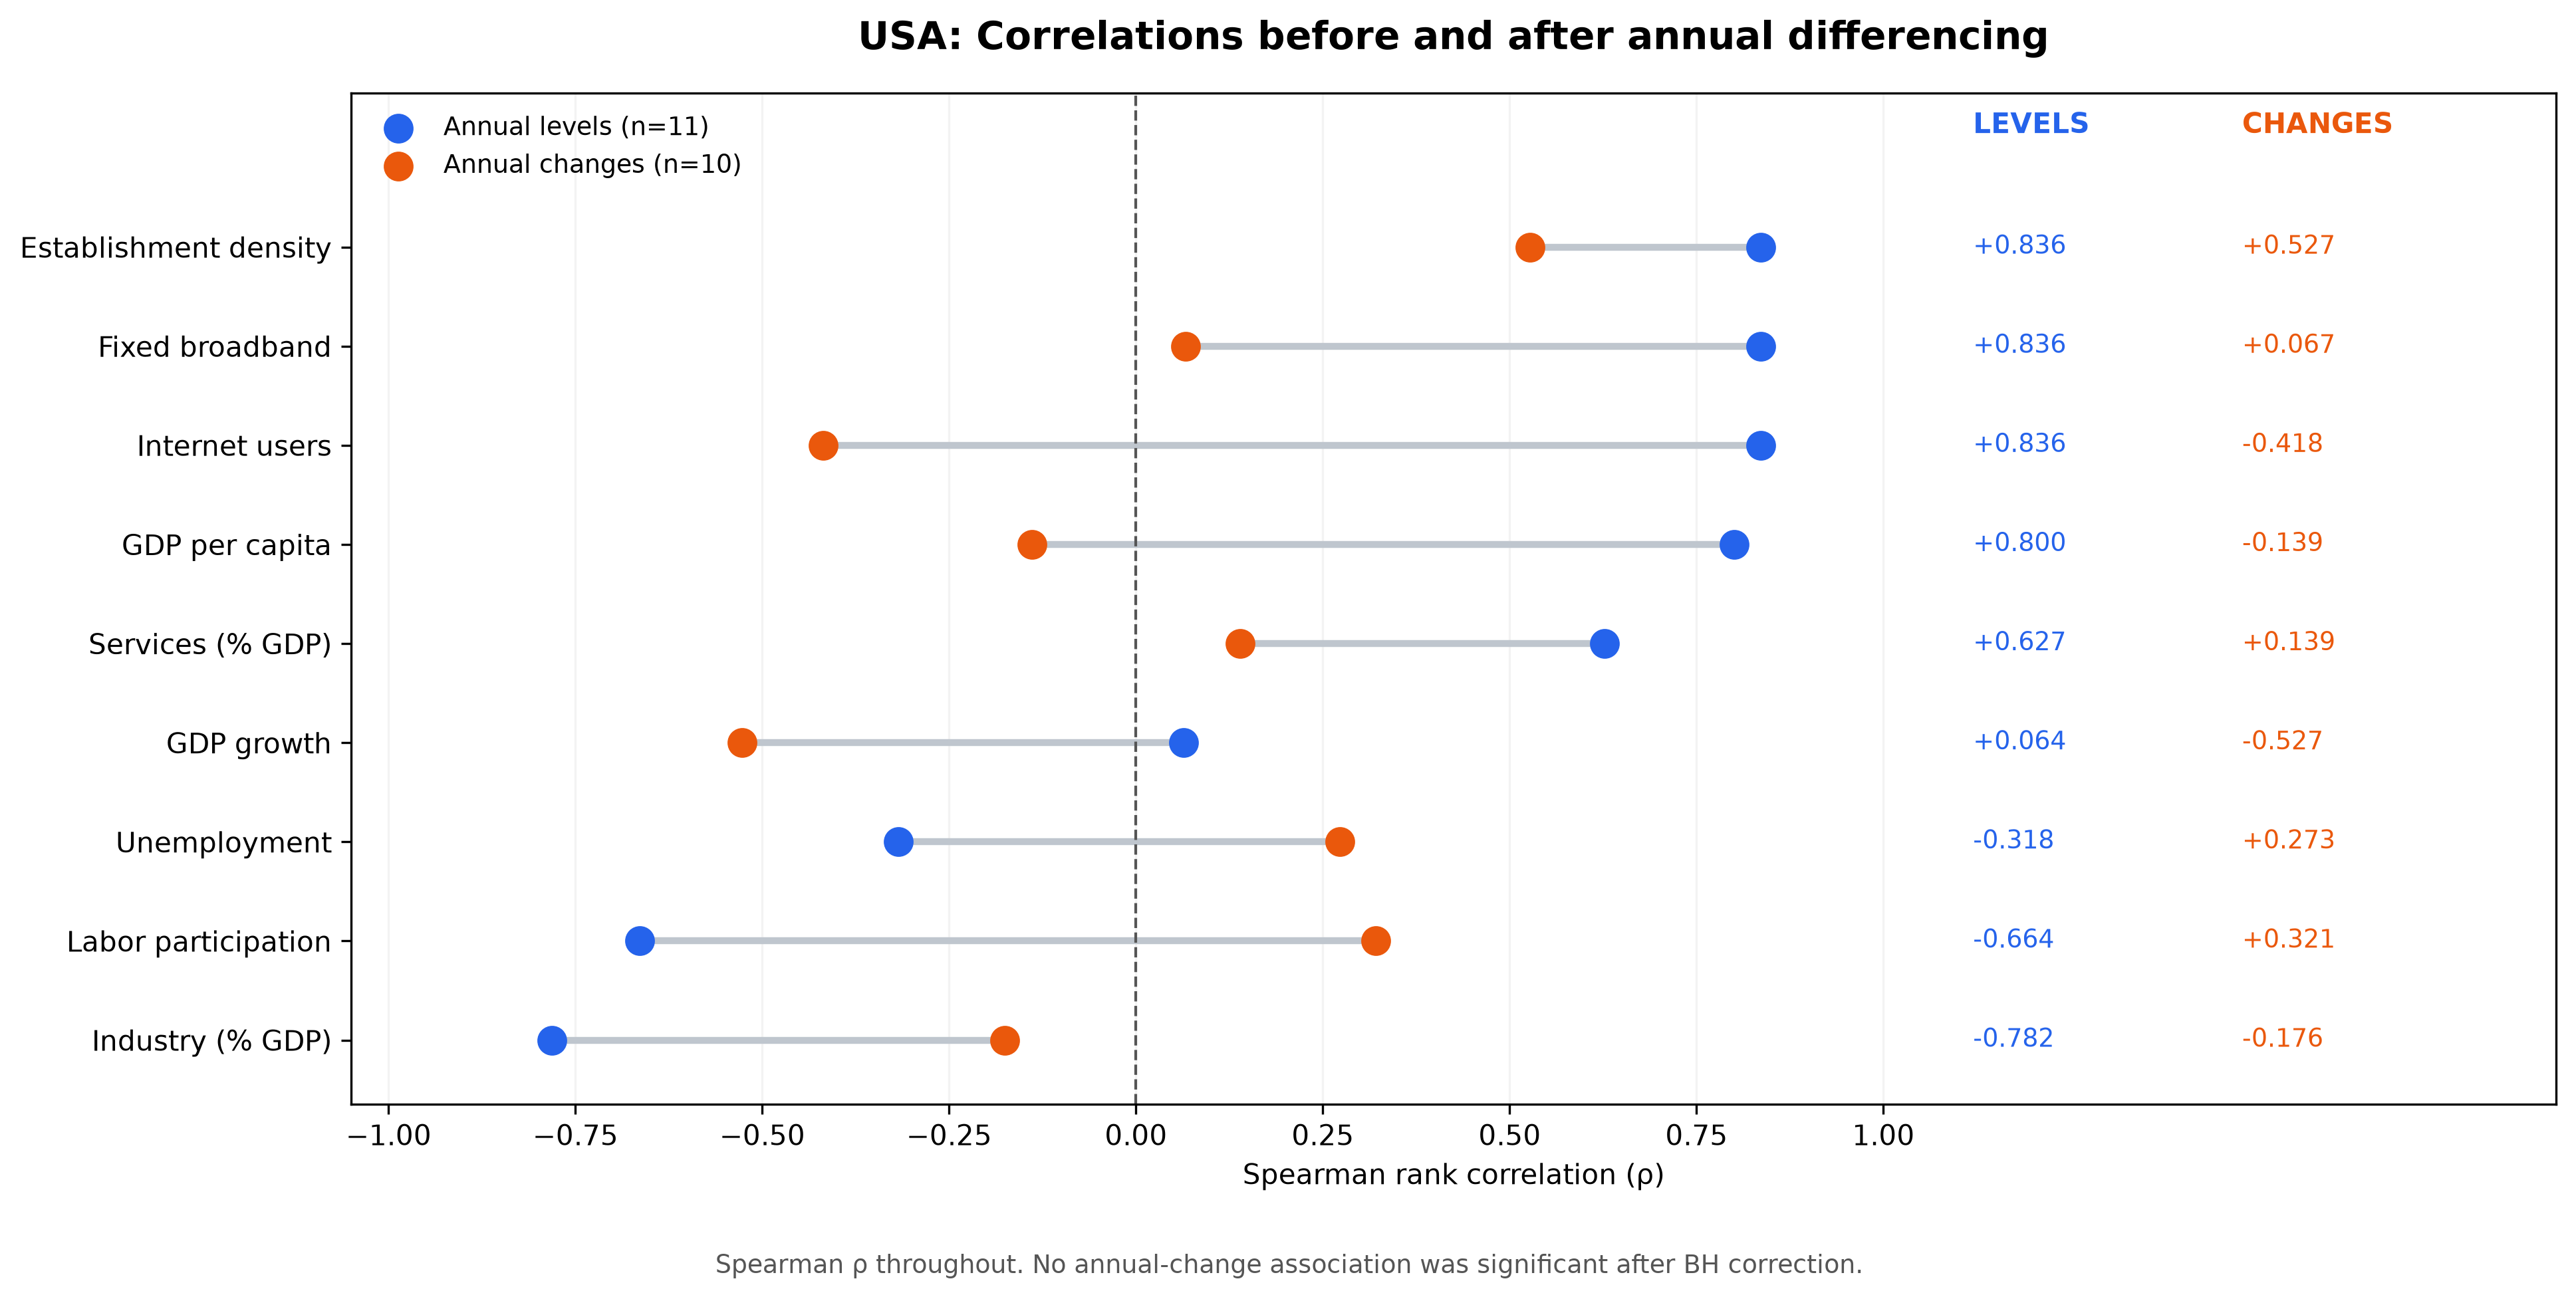 USA: Correlations before and after annual differencing
Annual levels (n=11)
Annual changes (n=10)
LEVELS CHANGES
Establishment density +0.836 +0.527
Fixed broadband +0.836 +0.067
Internet users +0.836 -0.418
GDP per capita +0.800 -0.139
Services (% GDP) +0.627 +0.139
GDP growth +0.064 -0.527
Unemployment -0.318 +0.273
Labor participation -0.664 +0.321
Industry (% GDP) -0.782 -0.176
−1.00 −0.75 −0.50 −0.25 0.00 0.25 0.50 0.75 1.00
Spearman rank correlation (ρ)
Spearman ρ throughout. No annual-change association was significant after BH correction.